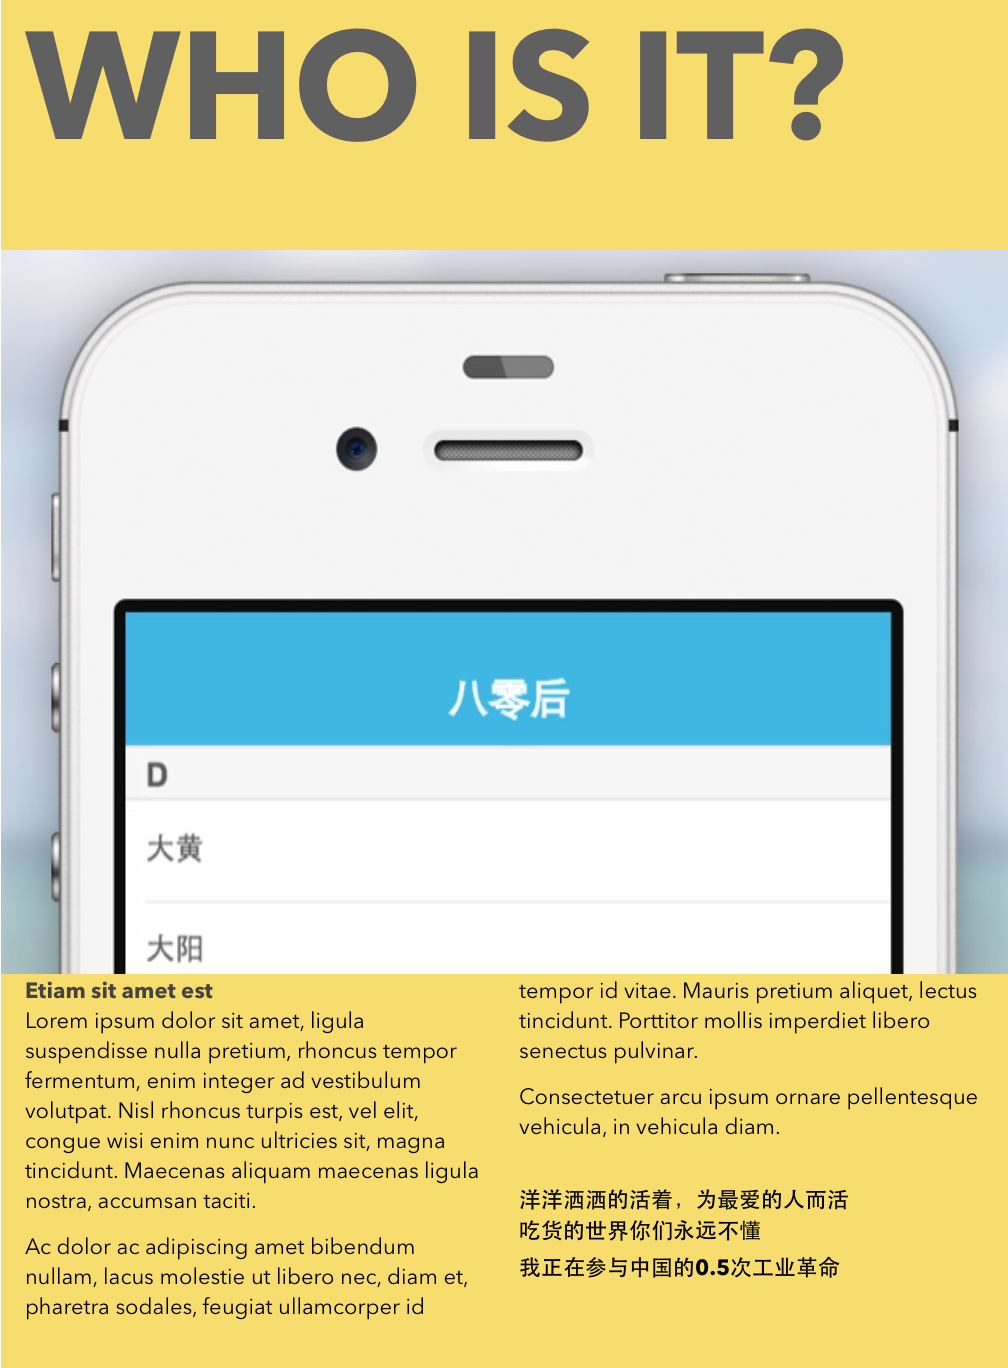 WHO IS IT?
八零后
D
大黄
大阳
Etiam sit amet est
Lorem ipsum dolor sit amet, ligula
suspendisse nulla pretium, rhoncus tempor
fermentum, enim integer ad vestibulum
volutpat. Nisl rhoncus turpis est, vel elit,
congue wisi enim nunc ultricies sit, magna
tincidunt. Maecenas aliquam maecenas ligula
nostra, accumsan taciti.
Ac dolor ac adipiscing amet bibendum
nullam, lacus molestie ut libero nec, diam et,
pharetra sodales, feugiat ullamcorper id
tempor id vitae. Mauris pretium aliquet, lectus
tincidunt. Porttitor mollis imperdiet libero
senectus pulvinar.
Consectetuer arcu ipsum ornare pellentesque
vehicula, in vehicula diam.
洋洋洒洒的活着，为最爱的人而活
吃货的世界你们永远不懂
我正在参与中国的0.5次工业革命